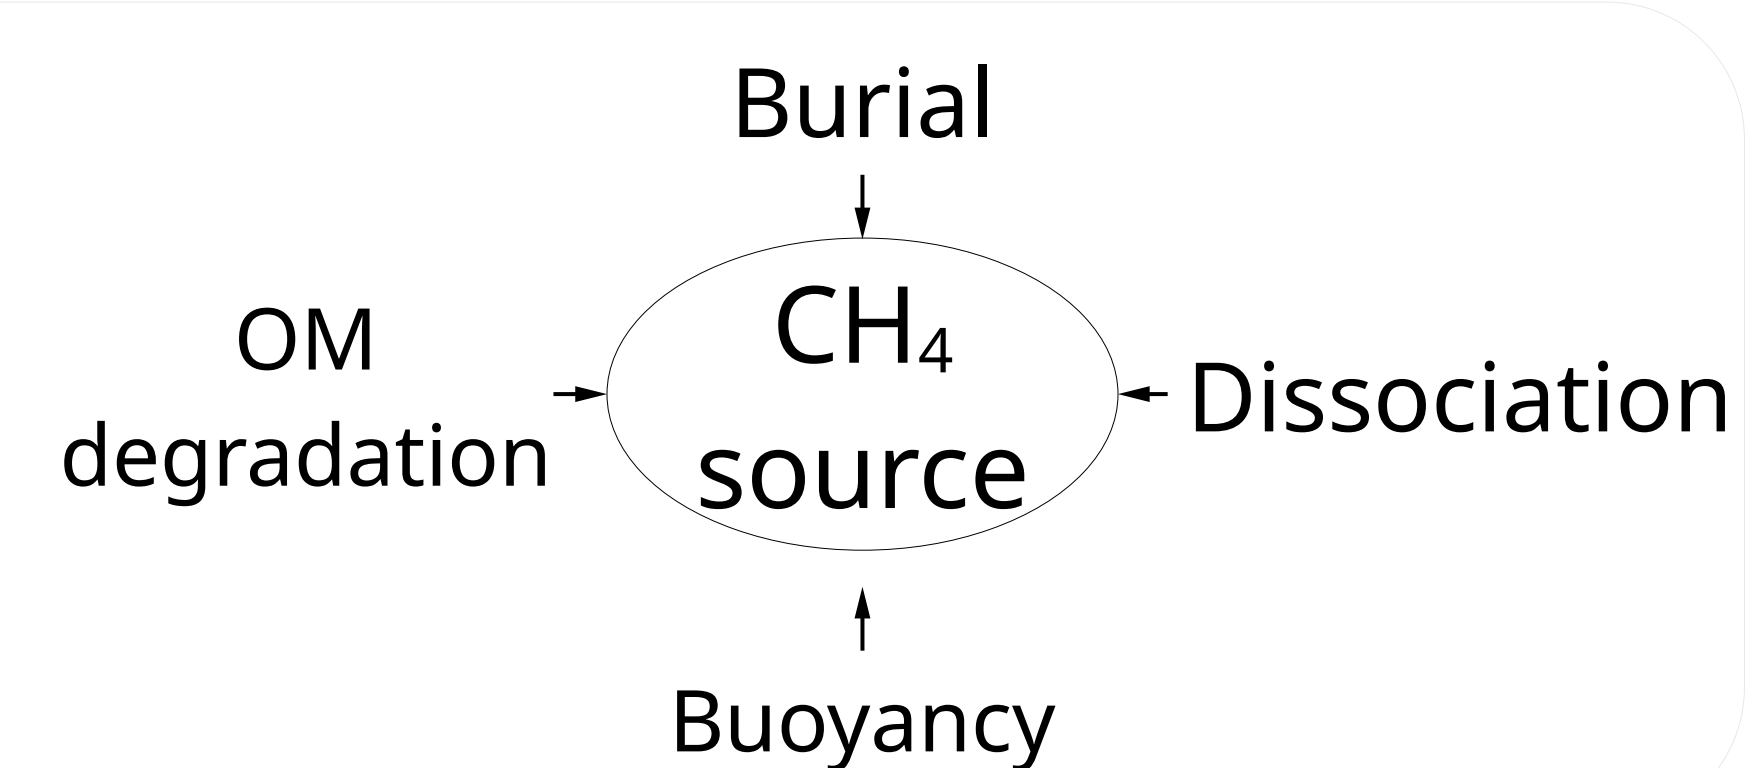 Burial
OM
degradation
CH₄
source
Dissociation
Buoyancy